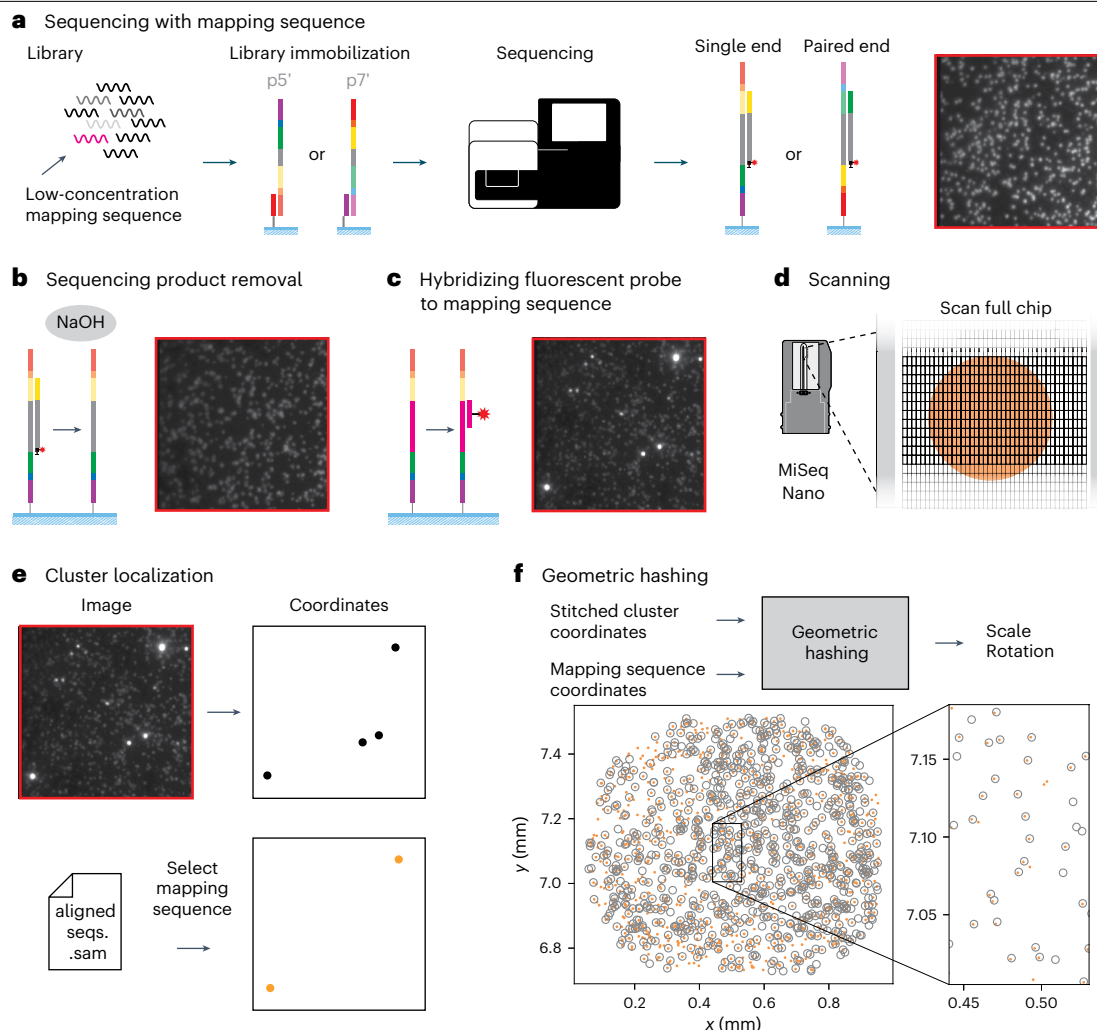 a Sequencing with mapping sequence
Library
Low-concentration
mapping sequence
Library immobilization
p5'
p7'
or
Sequencing
Single end
Paired end
or
b Sequencing product removal
NaOH
c Hybridizing fluorescent probe
to mapping sequence
d Scanning
Scan full chip
MiSeq
Nano
e Cluster localization
Image
Coordinates
aligned
seqs.
.sam
Select
mapping
sequence
f Geometric hashing
Stitched cluster
coordinates
Mapping sequence
coordinates
Geometric
hashing
Scale
Rotation
y (mm)
7.4
7.2
7.0
6.8
0.2 0.4 0.6 0.8
x (mm)
7.15
7.10
7.05
0.45 0.50